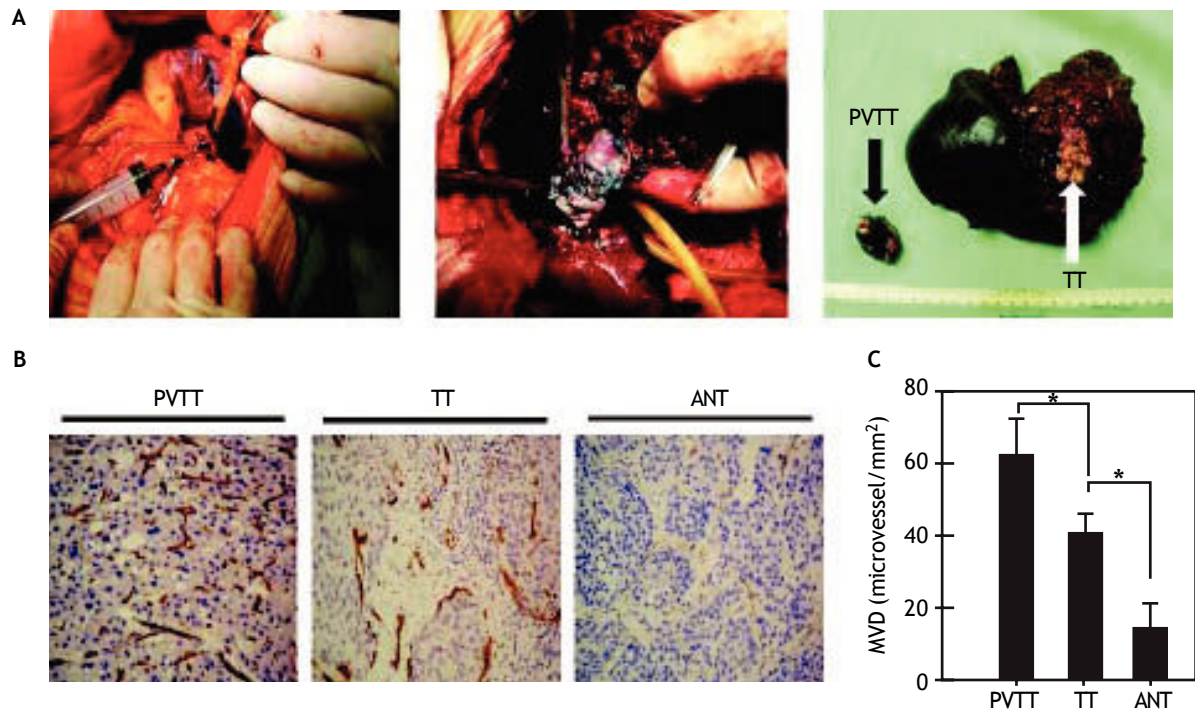 A
PVTT
TT
B
PVTT TT ANT
C
MVD (microvessel/mm²)
80
60
40
20
0
*
*
PVTT TT ANT